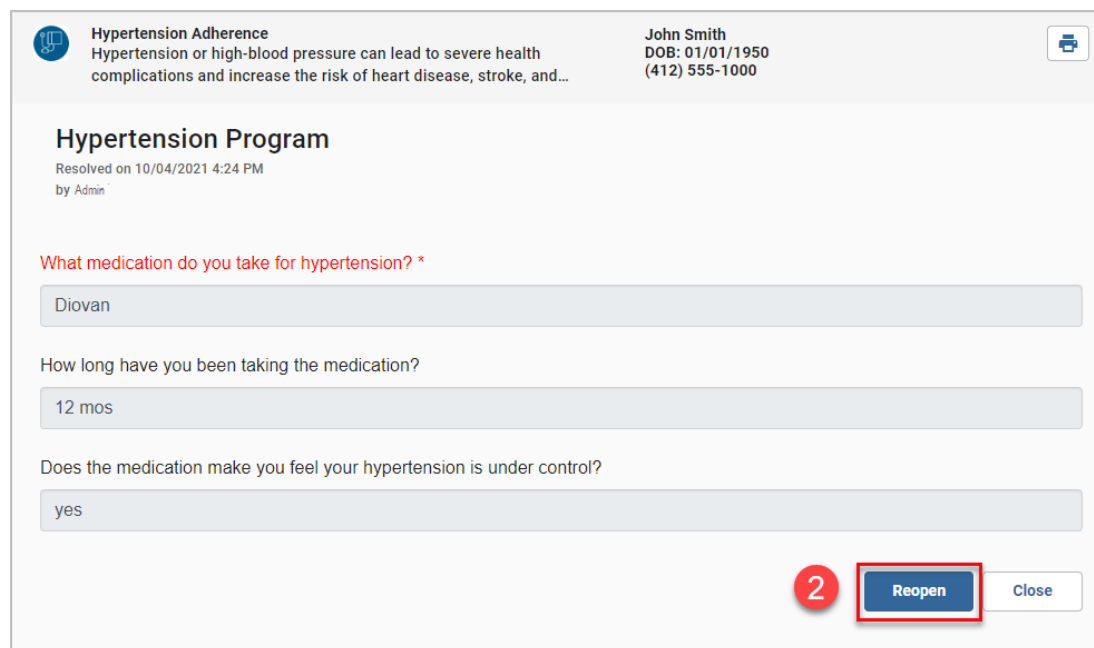 Hypertension Adherence
Hypertension or high-blood pressure can lead to severe health
complications and increase the risk of heart disease, stroke, and...
John Smith
DOB: 01/01/1950
(412) 555-1000
Hypertension Program
Resolved on 10/04/2021 4:24 PM
by Admin
What medication do you take for hypertension? *
Diovan
How long have you been taking the medication?
12 mos
Does the medication make you feel your hypertension is under control?
yes
2
Reopen
Close